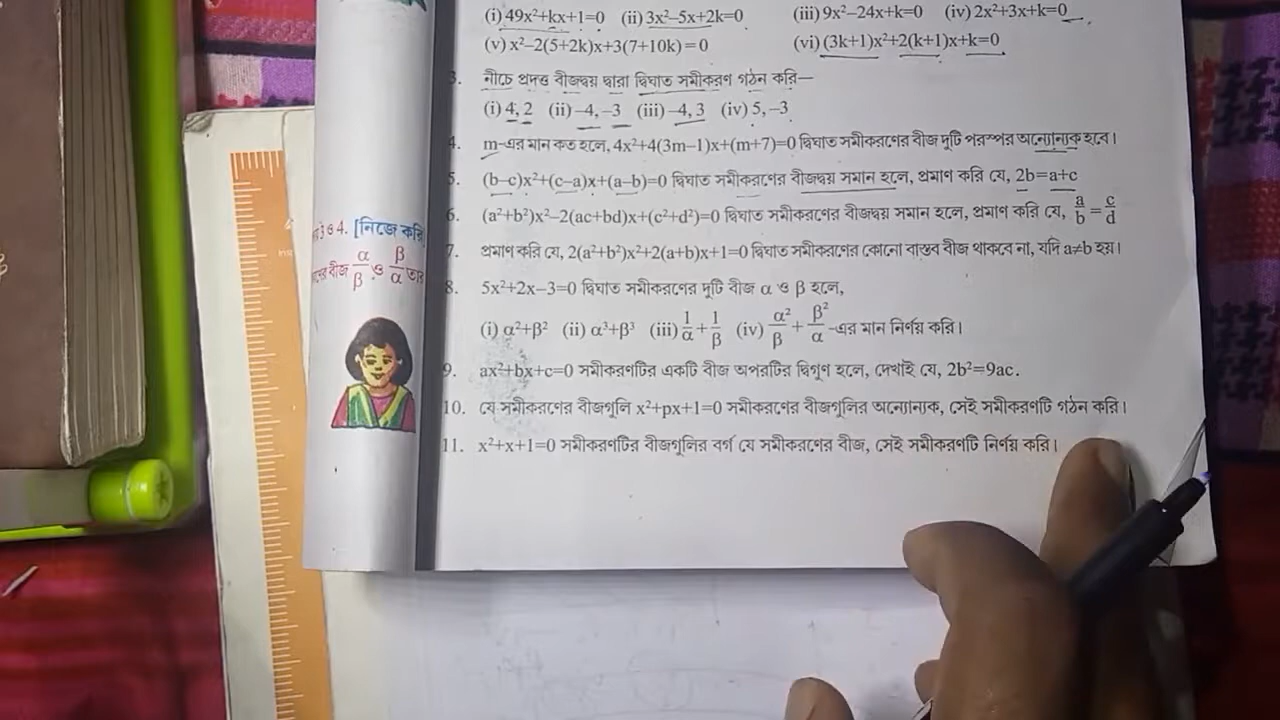 (i) 49x²+kx+1=0 (ii) 3x²–5x+2k=0 (iii) 9x²–24x+k=0 (iv) 2x²+3x+k=0
(v) x²–2(5+2k)x+3(7+10k)=0 (vi) (3k+1)x²+2(k+1)x+k=0
3. নীচে প্রদত্ত বীজদ্বয় দ্বারা দ্বিঘাত সমীকরণ গঠন করি—
(i) 4, 2 (ii) –4, –3 (iii) –4, 3 (iv) 5, –3
4. m-এর মান কত হলে, 4x²+4(3m–1)x+(m+7)=0 দ্বিঘাত সমীকরণের বীজ দুটি পরস্পর অন্যোন্যক হবে।
5. (b–c)x²+(c–a)x+(a–b)=0 দ্বিঘাত সমীকরণের বীজদ্বয় সমান হলে, প্রমাণ করি যে, 2b=a+c
6. (a²+b²)x²–2(ac+bd)x+(c²+d²)=0 দ্বিঘাত সমীকরণের বীজদ্বয় সমান হলে, প্রমাণ করি যে, a/b = c/d
7. প্রমাণ করি যে, 2(a²+b²)x²+2(a+b)x+1=0 দ্বিঘাত সমীকরণের কোনো বাস্তব বীজ থাকবে না, যদি a≠b হয়।
8. 5x²+2x–3=0 দ্বিঘাত সমীকরণের দুটি বীজ α ও β হলে,
(i) α²+β² (ii) α³+β³ (iii) 1/α + 1/β (iv) α²/β + β²/α -এর মান নির্ণয় করি।
9. ax²+bx+c=0 সমীকরণটির একটি বীজ অপরটির দ্বিগুণ হলে, দেখাই যে, 2b²=9ac.
10. যে সমীকরণের বীজগুলি x²+px+1=0 সমীকরণের বীজগুলির অন্যোন্যক, সেই সমীকরণটি গঠন করি।
11. x²+x+1=0 সমীকরণটির বীজগুলির বর্গ যে সমীকরণের বীজ, সেই সমীকরণটি নির্ণয় করি।
ও 4. [নিজে করি]
বীজ α/β ও β/α